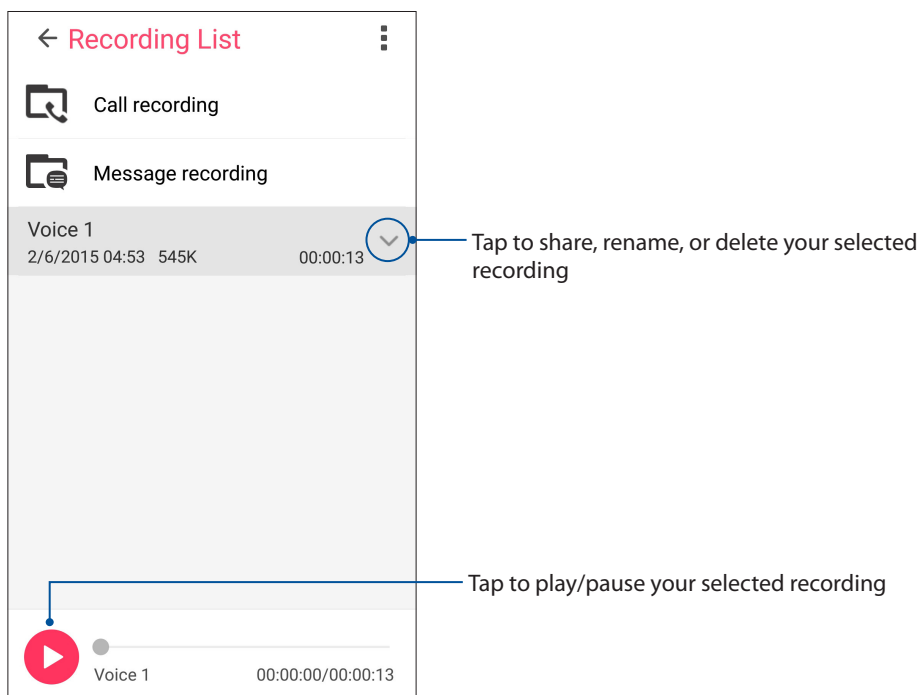 Recording List
Call recording
Message recording
Voice 1
2/6/2015 04:53 545K 00:00:13
Tap to share, rename, or delete your selected
recording
Tap to play/pause your selected recording
Voice 1 00:00:00/00:00:13